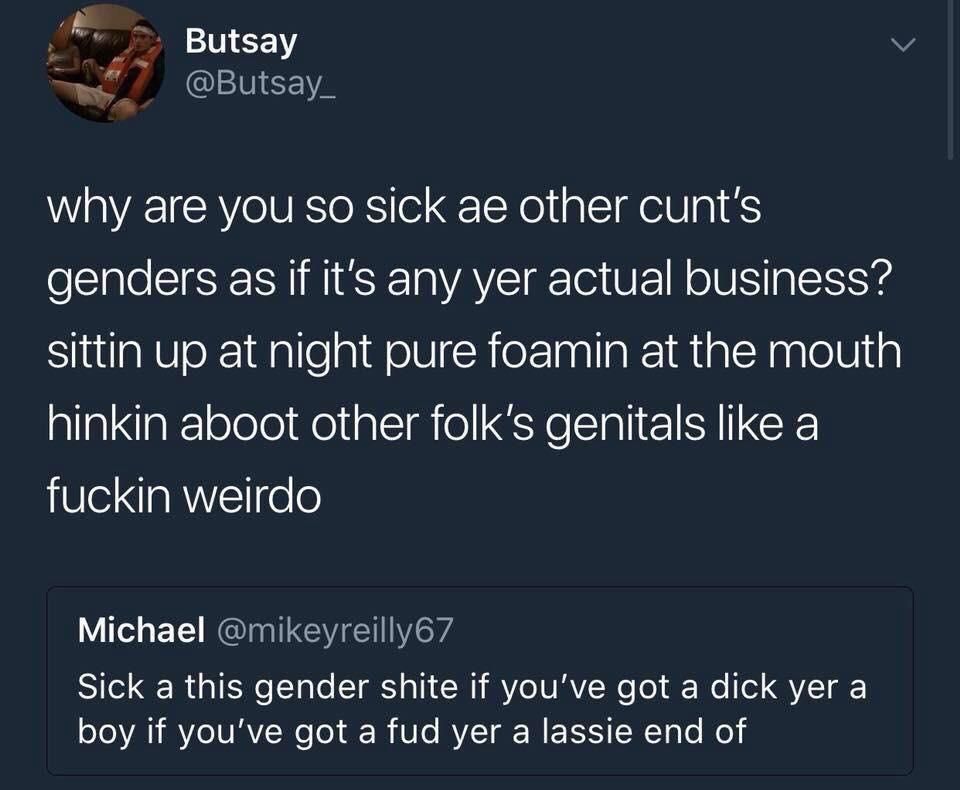 Butsay
@Butsay_
why are you so sick ae other cunt's
genders as if it's any yer actual business?
sittin up at night pure foamin at the mouth
hinkin aboot other folk's genitals like a
fuckin weirdo
Michael @mikeyreilly67
Sick a this gender shite if you've got a dick yer a
boy if you've got a fud yer a lassie end of